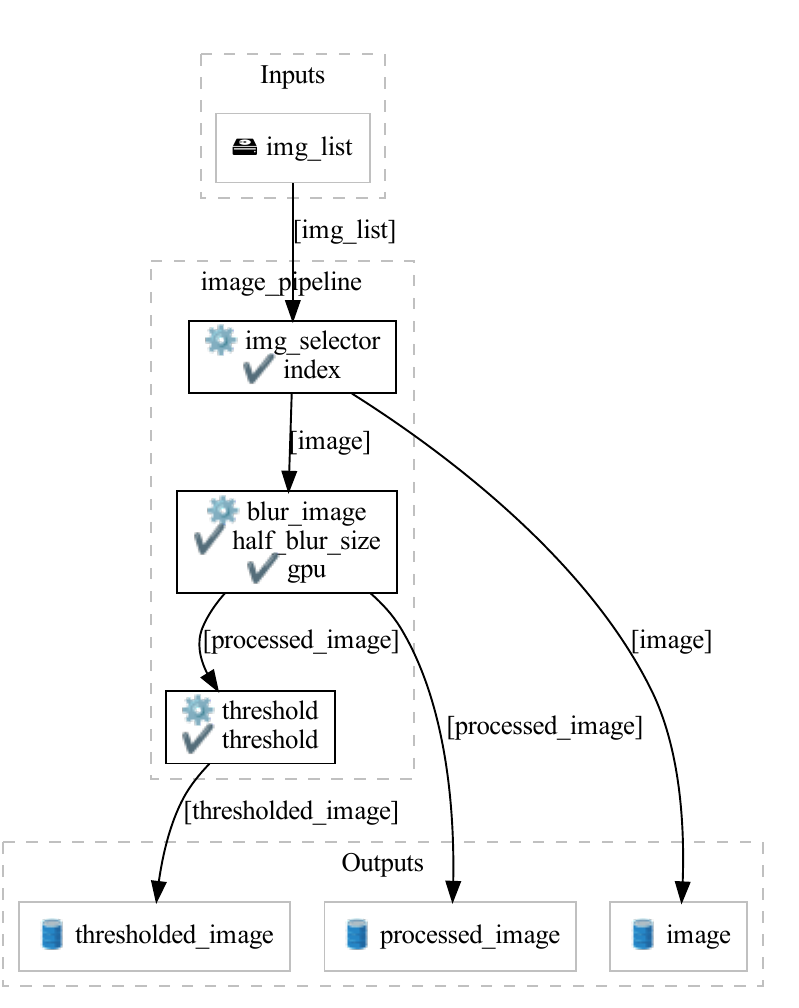 Inputs
img_list
[img_list]
image_pipeline
img_selector
index
[image]
blur_image
half_blur_size
gpu
[processed_image]
[image]
threshold
threshold
[processed_image]
[thresholded_image]
Outputs
thresholded_image
processed_image
image